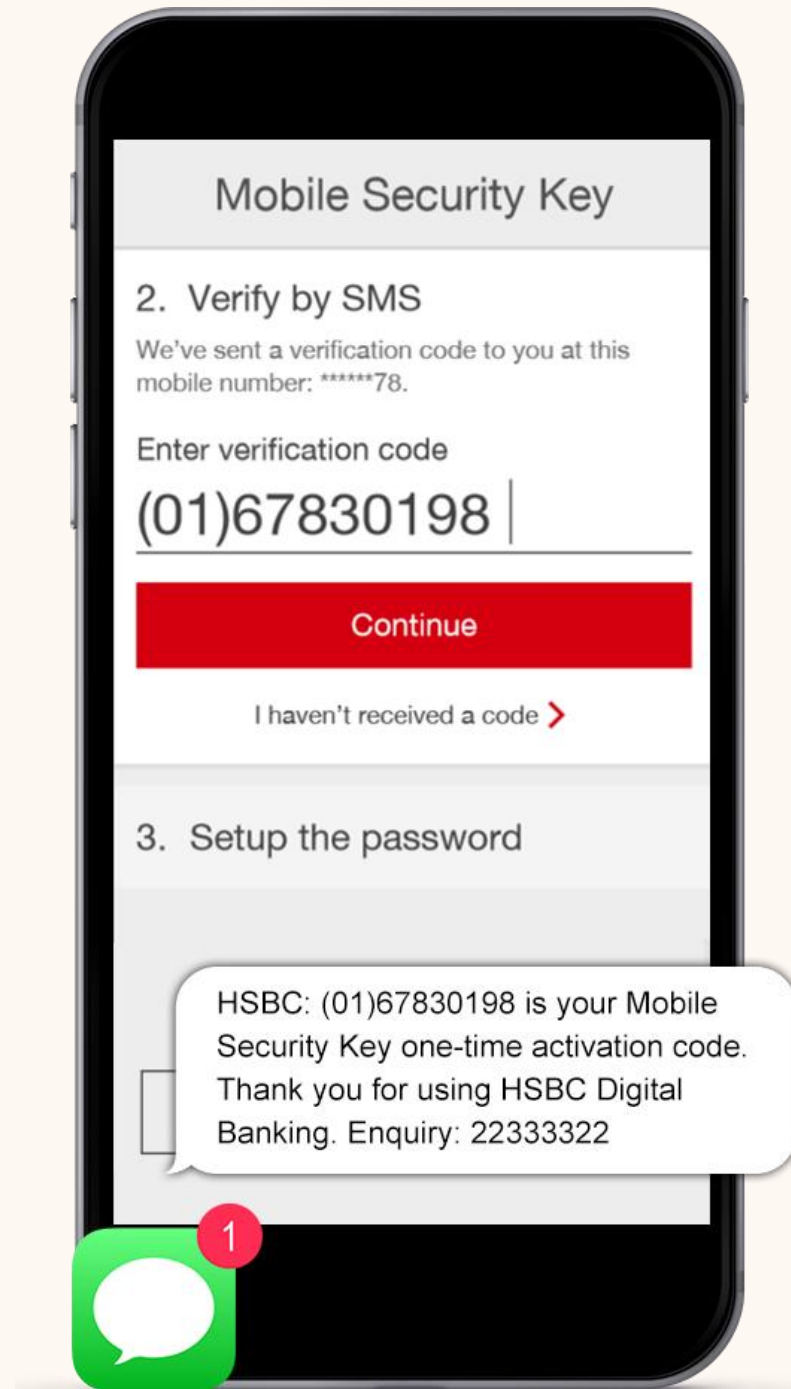 Mobile Security Key
2. Verify by SMS
We've sent a verification code to you at this
mobile number: ******78.
Enter verification code
(01)67830198
Continue
I haven't received a code
3. Setup the password
HSBC: (01)67830198 is your Mobile
Security Key one-time activation code.
Thank you for using HSBC Digital
Banking. Enquiry: 22333322
1